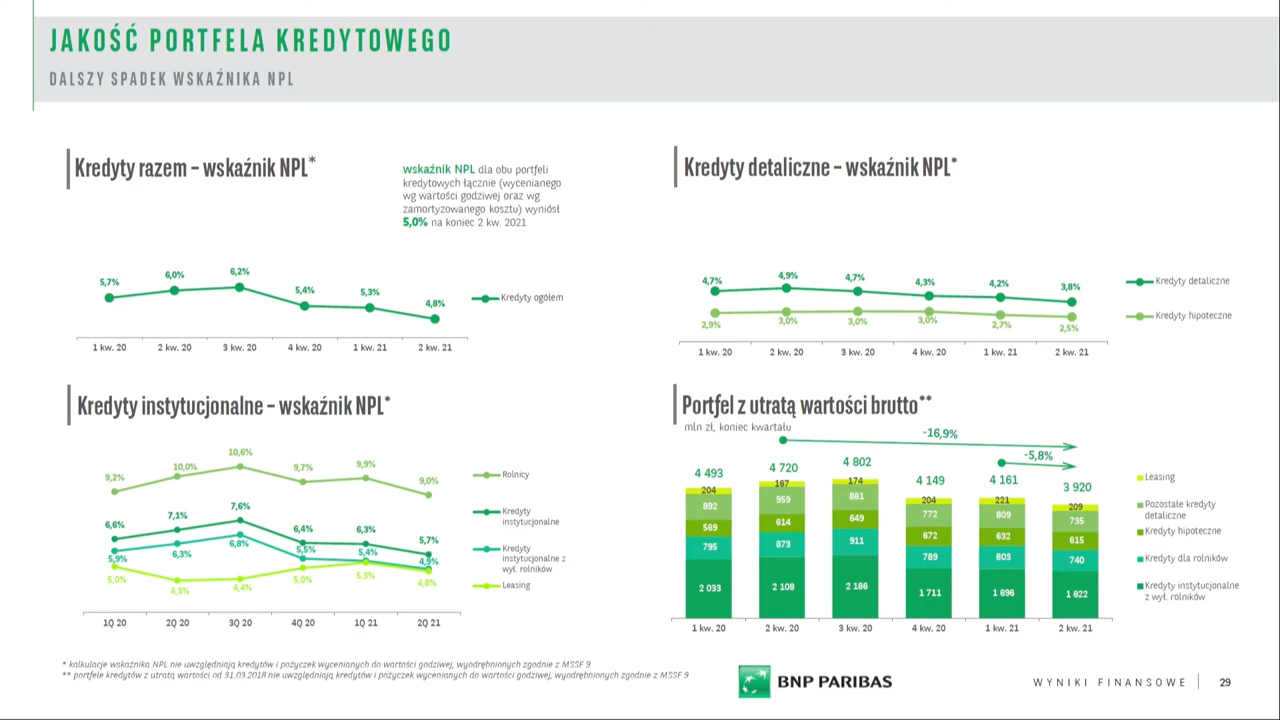 JAKOŚĆ PORTFELA KREDYTOWEGO
DALSZY SPADEK WSKAŹNIKA NPL
Kredyty razem – wskaźnik NPL*
wskaźnik NPL dla obu portfeli
kredytowych łącznie (wycenianego
wg wartości godziwej oraz wg
zamortyzowanego kosztu) wyniósł
5,0% na koniec 2 kw. 2021
5,7% 6,0% 6,2% 5,4% 5,3% 4,8%
Kredyty ogółem
1 kw. 20 2 kw. 20 3 kw. 20 4 kw. 20 1 kw. 21 2 kw. 21
Kredyty detaliczne – wskaźnik NPL*
4,7% 4,9% 4,7% 4,3% 4,2% 3,8%
Kredyty detaliczne
2,9% 3,0% 3,0% 3,0% 2,7% 2,5%
Kredyty hipoteczne
1 kw. 20 2 kw. 20 3 kw. 20 4 kw. 20 1 kw. 21 2 kw. 21
Kredyty instytucjonalne – wskaźnik NPL*
9,2% 10,0% 10,6% 9,7% 9,9% 9,0%
Rolnicy
6,6% 7,1% 7,6% 6,4% 6,3% 5,7%
Kredyty
instytucjonalne
5,9% 6,3% 6,8% 5,5% 5,4% 4,9%
Kredyty
instytucjonalne z
wył. rolników
5,0% 4,3% 4,4% 5,0% 5,3% 4,8%
Leasing
1Q 20 2Q 20 3Q 20 4Q 20 1Q 21 2Q 21
Portfel z utratą wartości brutto**
mln zł, koniec kwartału
-16,9%
-5,8%
4 493 4 720 4 802 4 149 4 161 3 920
204 167 174 204 221 209
Leasing
892 959 881 772 809 735
Pozostałe kredyty
detaliczne
569 614 649 672 632 615
Kredyty hipoteczne
795 873 911 789 803 740
Kredyty dla rolników
2 033 2 108 2 186 1 711 1 696 1 622
Kredyty instytucjonalne
z wył. rolników
1 kw. 20 2 kw. 20 3 kw. 20 4 kw. 20 1 kw. 21 2 kw. 21
* kalkulacje wskaźnika NPL nie uwzględniają kredytów i pożyczek wycenianych do wartości godziwej, wyodrębnionych zgodnie z MSSF 9
** portfele kredytów z utratą wartości od 31.03.2018 nie uwzględniają kredytów i pożyczek wycenianych do wartości godziwej, wyodrębnionych zgodnie z MSSF 9
BNP PARIBAS
WYNIKI FINANSOWE 29